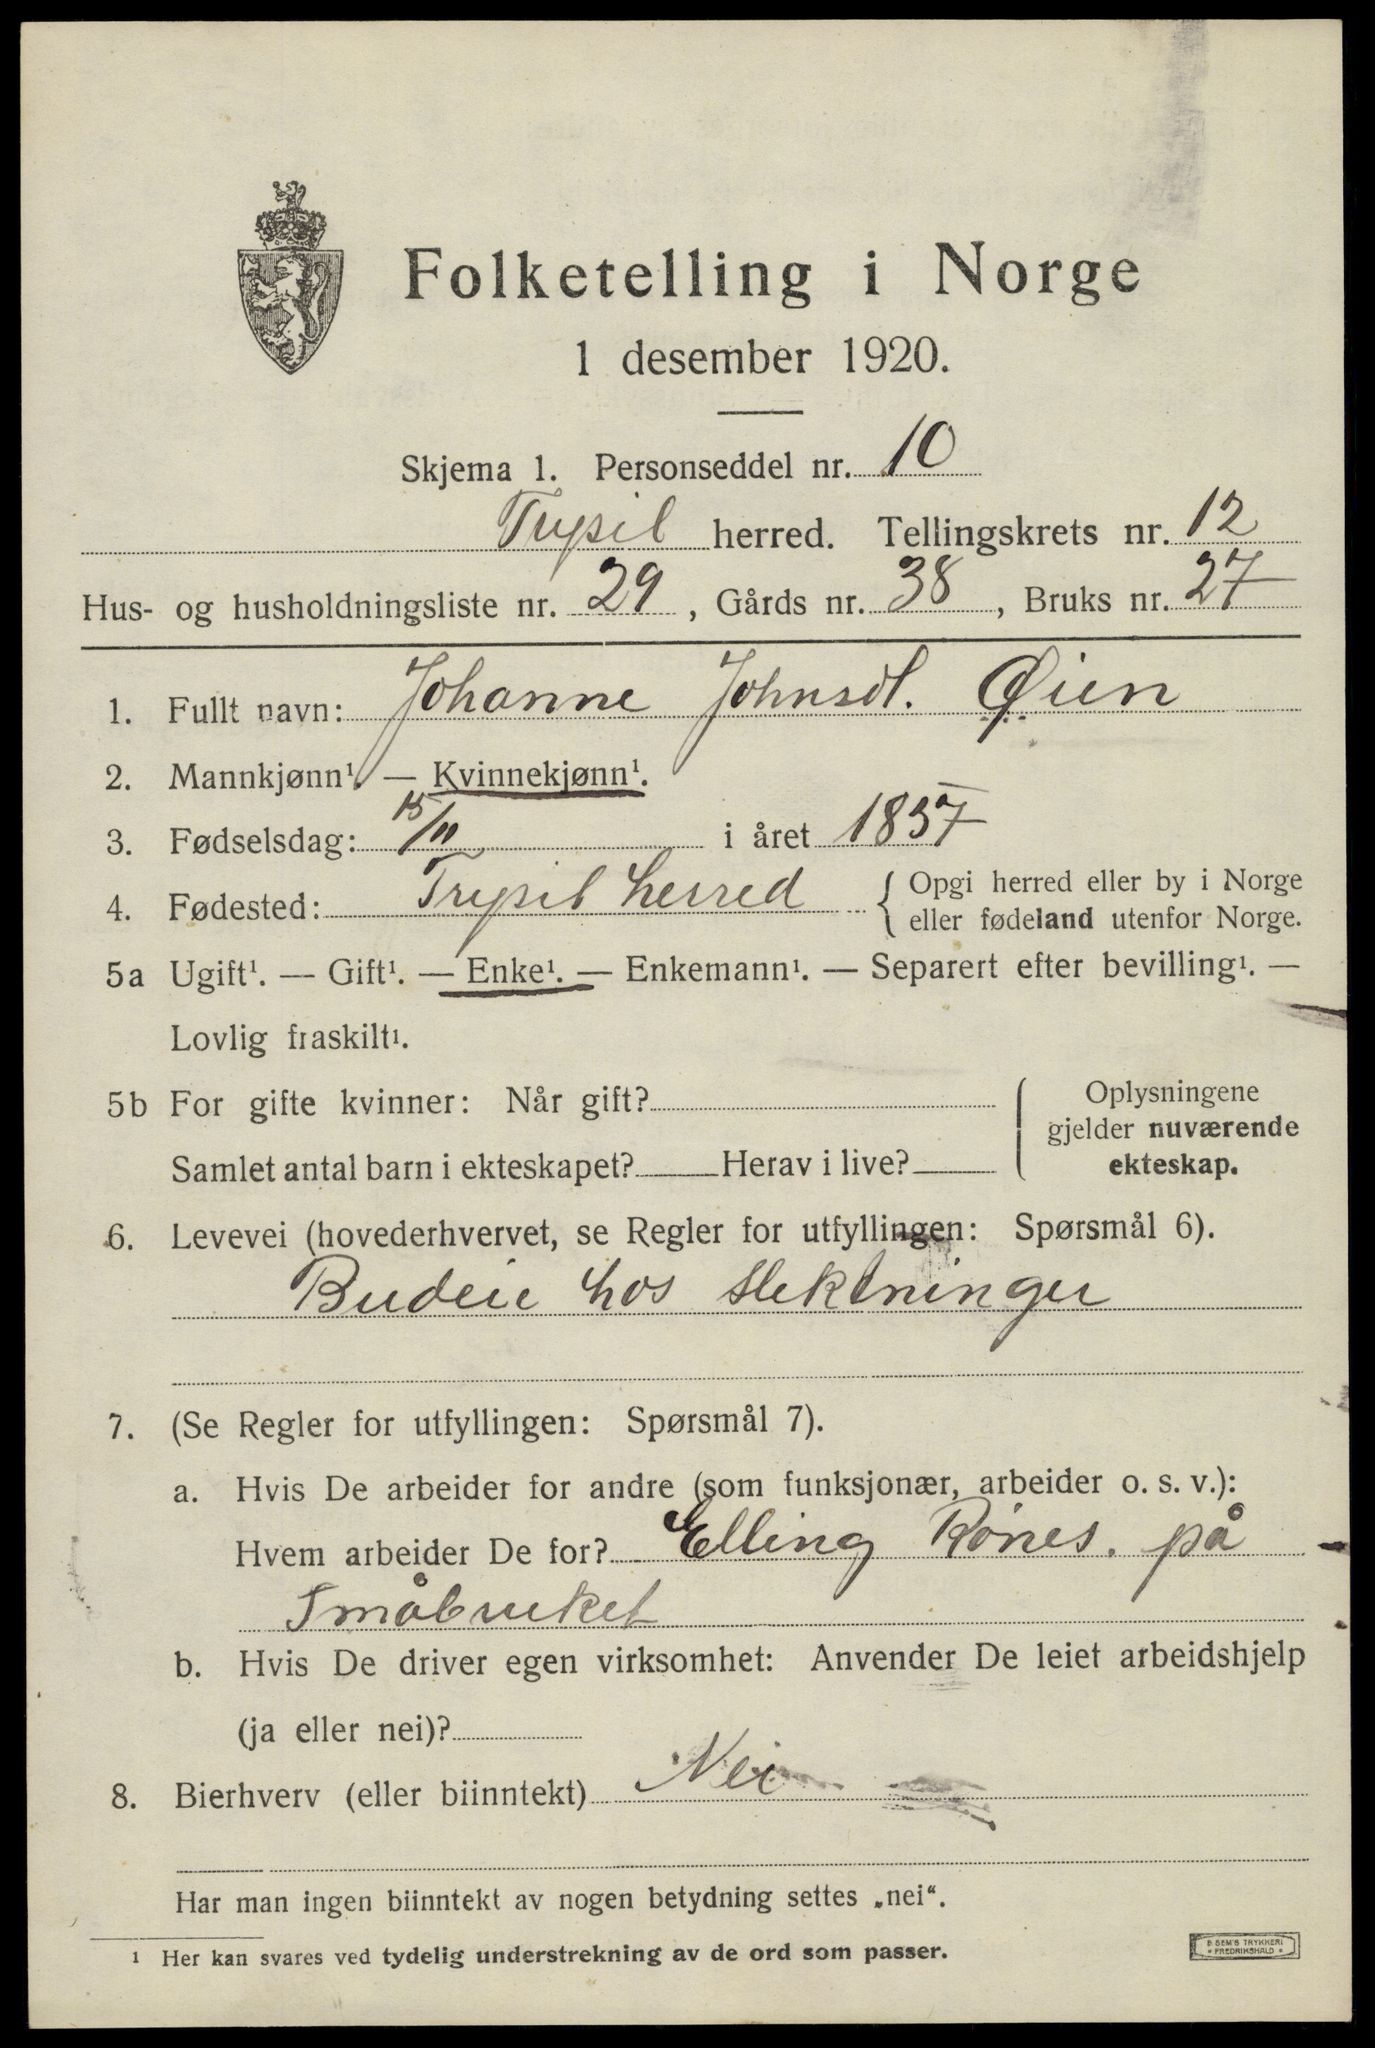 Folketelling i Norge
1 desember 1920.
Skjema 1. Personseddel nr. 10
Trysil herred. Tellingskrets nr. 12
Hus- og husholdningsliste nr. 29, Gårds nr. 38, Bruks nr. 27
1. Fullt navn: Johanne Johnsdt. Øien
2. Mannkjønn¹. — Kvinnekjønn¹.
3. Fødselsdag: 15/11 i året 1837
4. Fødested: Trysil herred { Opgi herred eller by i Norge
eller fødeland utenfor Norge.
5a Ugift¹. — Gift¹. — Enke¹. — Enkemann¹. — Separert efter bevilling¹. —
Lovlig fraskilt¹.
5b For gifte kvinner: Når gift? Oplysningene
gjelder nuværende
Samlet antal barn i ekteskapet? Herav i live? ekteskap.
6. Levevei (hovederhvervet, se Regler for utfyllingen: Spørsmål 6).
Budeie hos slektninger
7. (Se Regler for utfyllingen: Spørsmål 7).
a. Hvis De arbeider for andre (som funksjonær, arbeider o. s. v.):
Hvem arbeider De for? Elling Rönes. på
Småbruket
b. Hvis De driver egen virksomhet: Anvender De leiet arbeidshjelp
(ja eller nei)?
8. Bierhverv (eller biinntekt) Nei
Har man ingen biinntekt av nogen betydning settes „nei“.
¹ Her kan svares ved tydelig understrekning av de ord som passer.
E. SEM'S TRYKKERI
* FREDRIKSHALD *